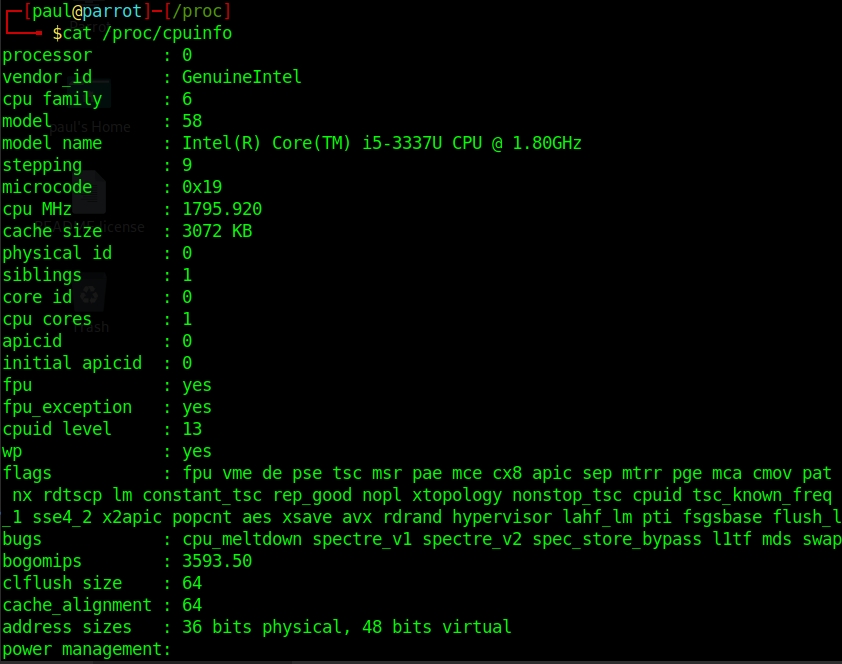 ┌─[paul@parrot]─[/proc]
└──╼ $cat /proc/cpuinfo
processor : 0
vendor_id : GenuineIntel
cpu family : 6
model : 58
paul's Home
model name : Intel(R) Core(TM) i5-3337U CPU @ 1.80GHz
stepping : 9
microcode : 0x19
cpu MHz : 1795.920
cache size : 3072 KB
physical id : 0
siblings : 1
core id : 0
cpu cores : 1
Trash
apicid : 0
initial apicid : 0
fpu : yes
fpu_exception : yes
cpuid level : 13
wp : yes
flags : fpu vme de pse tsc msr pae mce cx8 apic sep mtrr pge mca cmov pat
nx rdtscp lm constant_tsc rep_good nopl xtopology nonstop_tsc cpuid tsc_known_freq
_1 sse4_2 x2apic popcnt aes xsave avx rdrand hypervisor lahf_lm pti fsgsbase flush_l
bugs : cpu_meltdown spectre_v1 spectre_v2 spec_store_bypass l1tf mds swap
bogomips : 3593.50
clflush size : 64
cache_alignment : 64
address sizes : 36 bits physical, 48 bits virtual
power management: